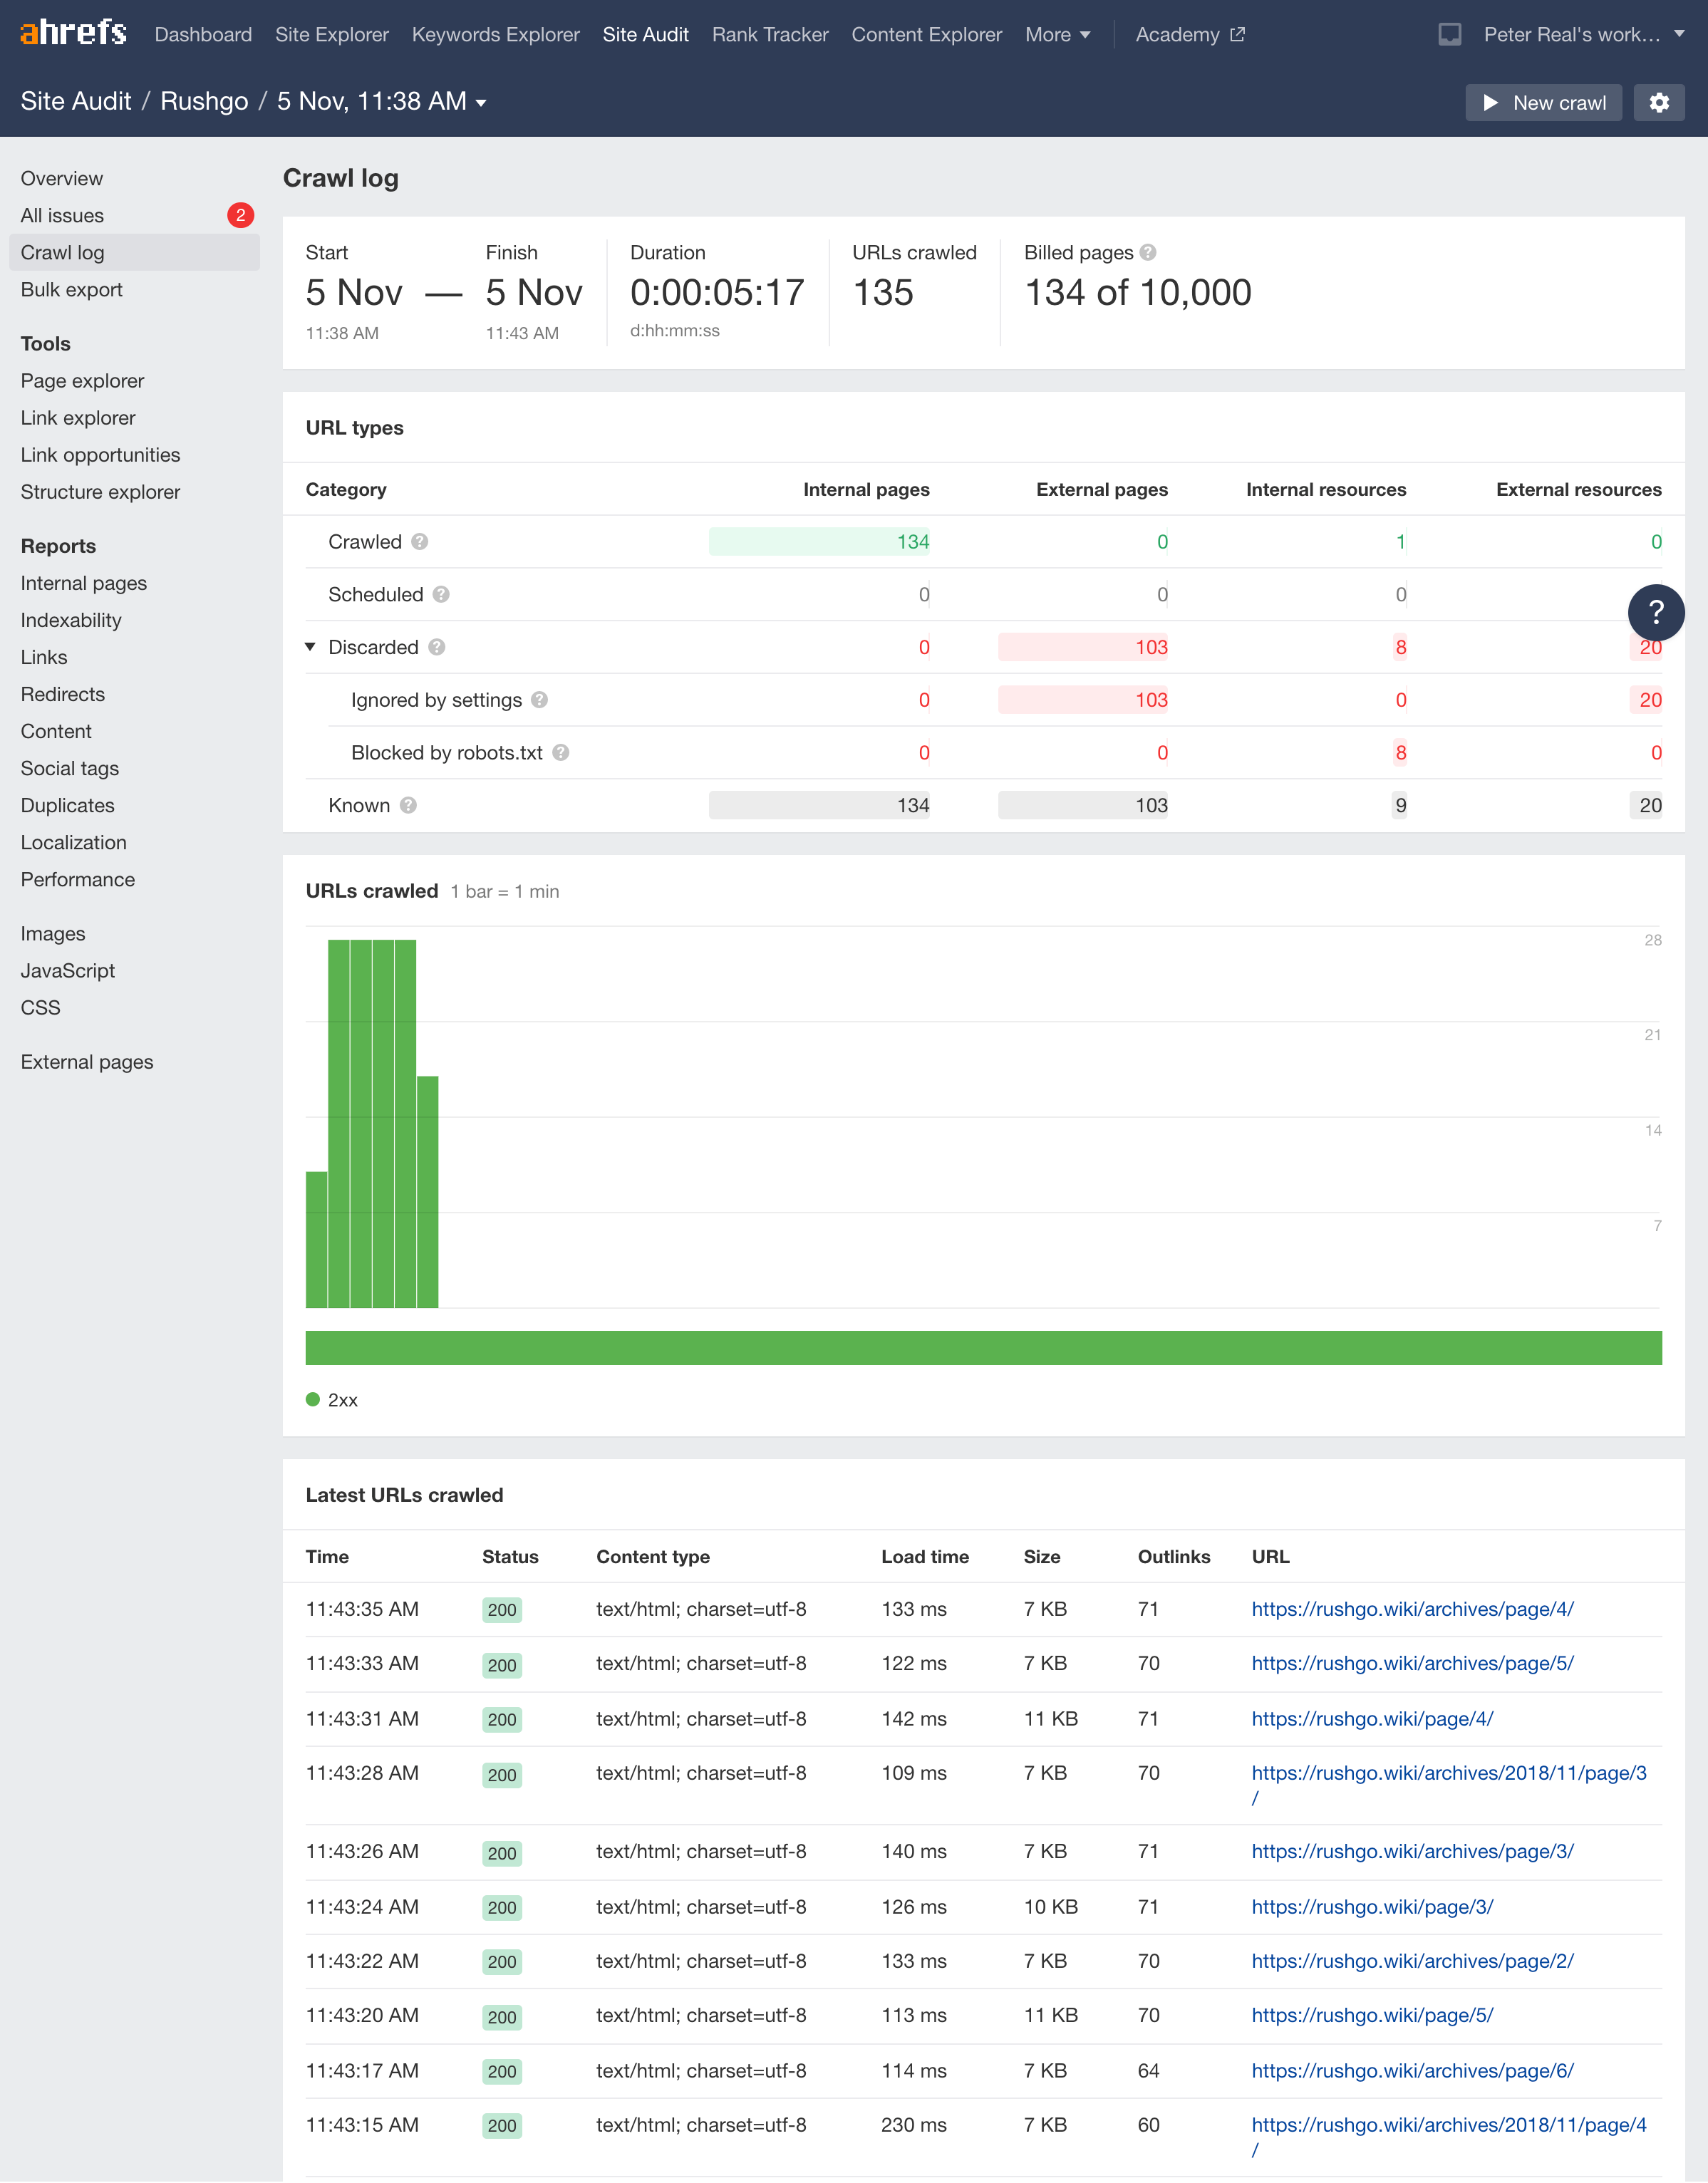 ahrefs Dashboard Site Explorer Keywords Explorer Site Audit Rank Tracker Content Explorer More Academy Peter Real's work...
Site Audit / Rushgo / 5 Nov, 11:38 AM New crawl
Overview
All issues 2
Crawl log
Bulk export
Tools
Page explorer
Link explorer
Link opportunities
Structure explorer
Reports
Internal pages
Indexability
Links
Redirects
Content
Social tags
Duplicates
Localization
Performance
Images
JavaScript
CSS
External pages
Crawl log
Start Finish Duration URLs crawled Billed pages ?
5 Nov — 5 Nov 0:00:05:17 135 134 of 10,000
11:38 AM 11:43 AM d:hh:mm:ss
URL types
Category Internal pages External pages Internal resources External resources
Crawled ? 134 0 1 0
Scheduled ? 0 0 0
?
Discarded ? 0 103 8 20
Ignored by settings ? 0 103 0 20
Blocked by robots.txt ? 0 0 8 0
Known ? 134 103 9 20
URLs crawled 1 bar = 1 min
28
21
14
7
2xx
Latest URLs crawled
Time Status Content type Load time Size Outlinks URL
11:43:35 AM 200 text/html; charset=utf-8 133 ms 7 KB 71 https://rushgo.wiki/archives/page/4/
11:43:33 AM 200 text/html; charset=utf-8 122 ms 7 KB 70 https://rushgo.wiki/archives/page/5/
11:43:31 AM 200 text/html; charset=utf-8 142 ms 11 KB 71 https://rushgo.wiki/page/4/
11:43:28 AM 200 text/html; charset=utf-8 109 ms 7 KB 70 https://rushgo.wiki/archives/2018/11/page/3
/
11:43:26 AM 200 text/html; charset=utf-8 140 ms 7 KB 71 https://rushgo.wiki/archives/page/3/
11:43:24 AM 200 text/html; charset=utf-8 126 ms 10 KB 71 https://rushgo.wiki/page/3/
11:43:22 AM 200 text/html; charset=utf-8 133 ms 7 KB 70 https://rushgo.wiki/archives/page/2/
11:43:20 AM 200 text/html; charset=utf-8 113 ms 11 KB 70 https://rushgo.wiki/page/5/
11:43:17 AM 200 text/html; charset=utf-8 114 ms 7 KB 64 https://rushgo.wiki/archives/page/6/
11:43:15 AM 200 text/html; charset=utf-8 230 ms 7 KB 60 https://rushgo.wiki/archives/2018/11/page/4
/